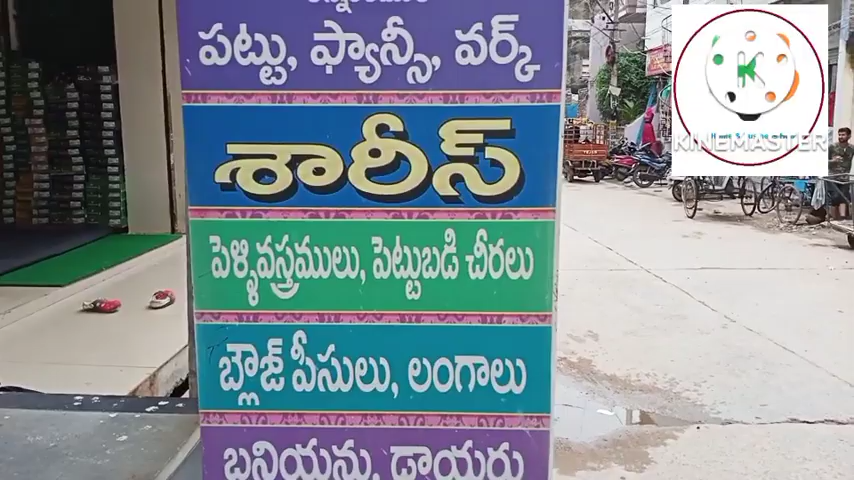 పట్టు, ఫ్యాన్సీ, వర్క్
శారీస్
పెళ్ళివస్త్రములు, పెట్టుబడి చీరలు
బ్లౌజ్ పీసులు, లంగాలు
బనియను, డ్రాయరు
K
KINEMASTER